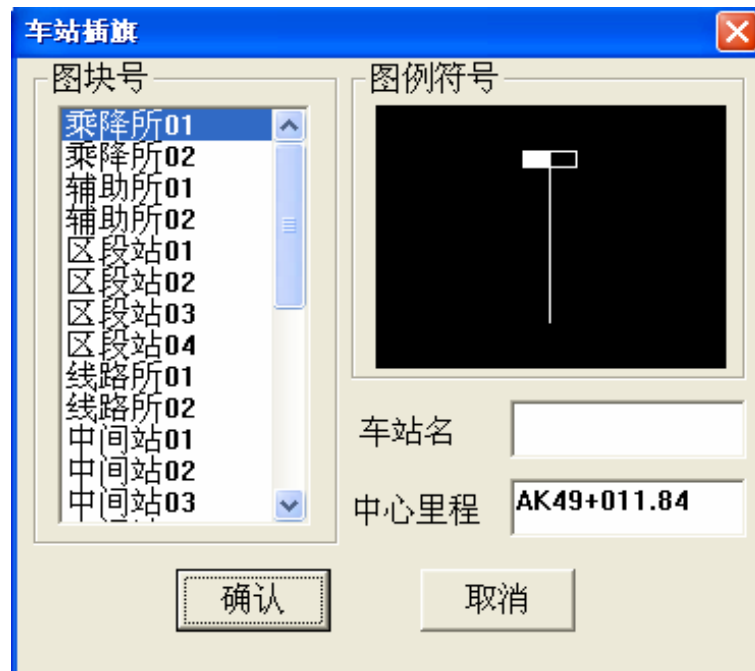 车站插旗
图块号
乘降所01
乘降所02
辅助所01
辅助所02
区段站01
区段站02
区段站03
区段站04
线路所01
线路所02
中间站01
中间站02
中间站03
图例符号
车站名
中心里程
AK49+011.84
确认
取消